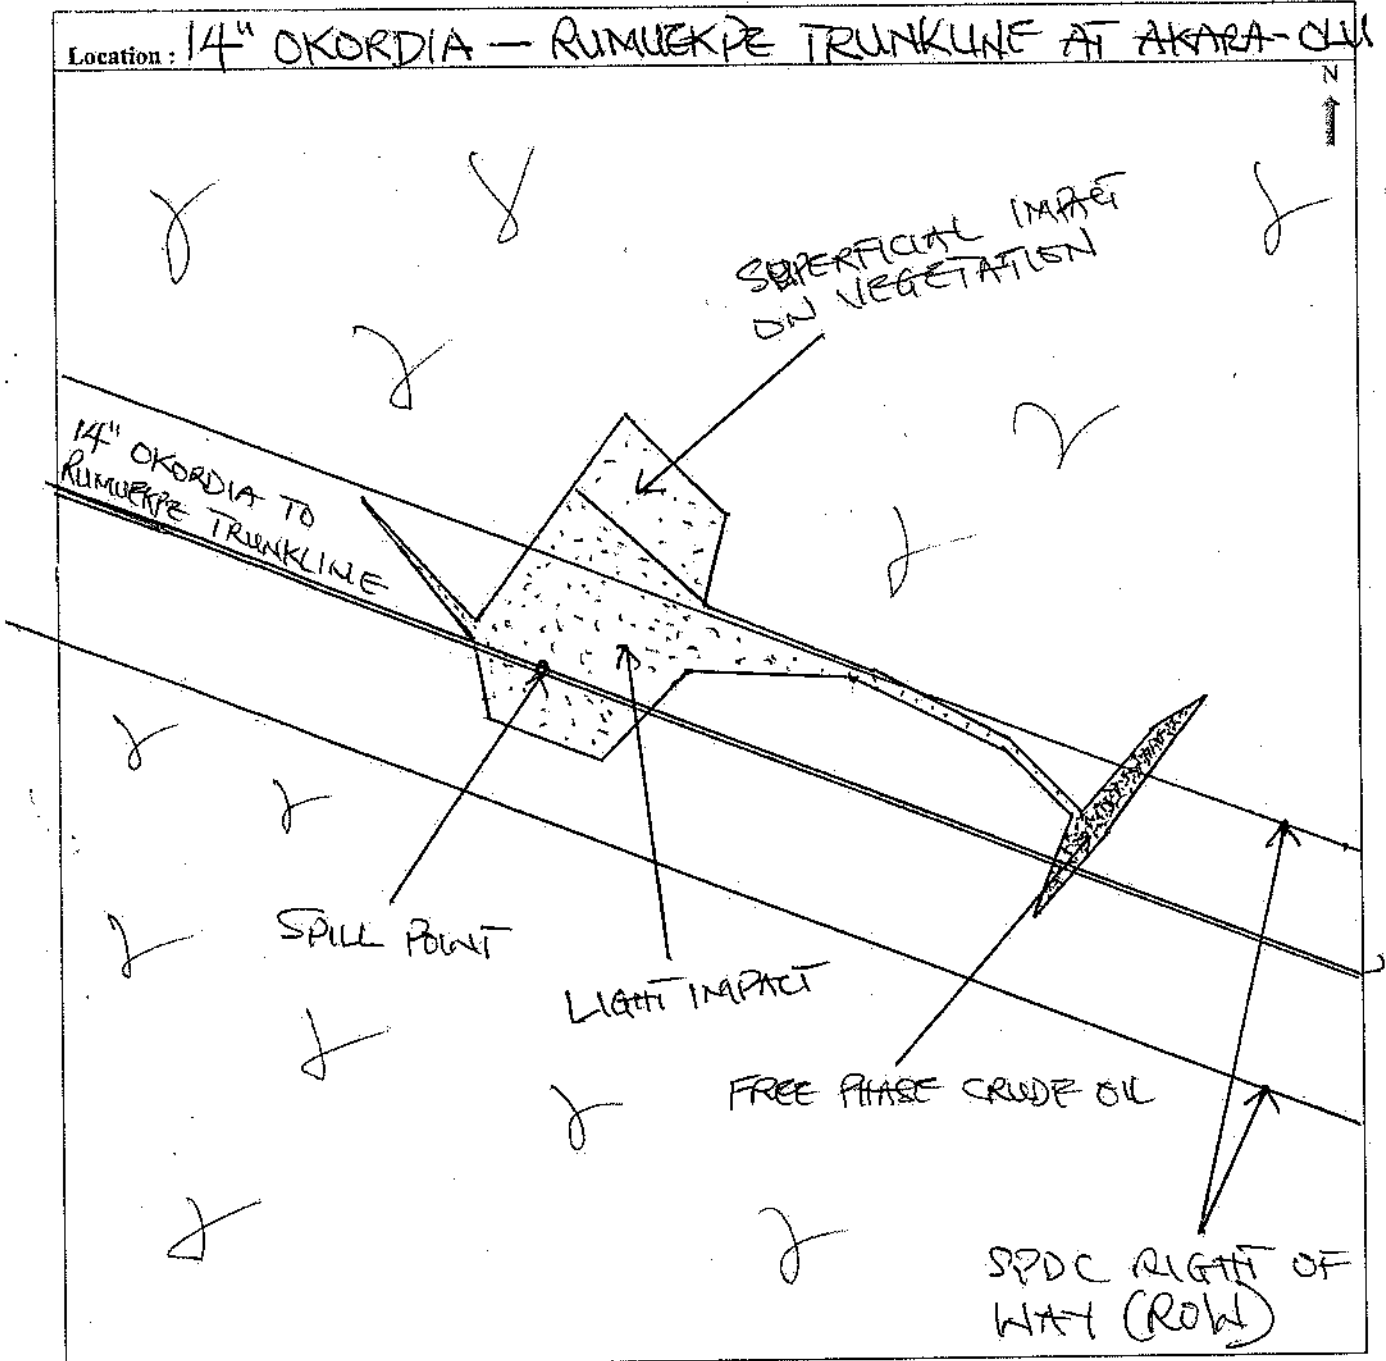 Location : 14" OKORDIA — RUMUEKPE TRUNKLINE AT AKARA-OLU
N
SUPERFICIAL IMPACT
ON VEGETATION
14" OKORDIA TO
RUMUEKPE TRUNKLINE
SPILL POINT
LIGHT IMPACT
FREE PHASE CRUDE OIL
SPDC RIGHT OF
WAY (ROW)